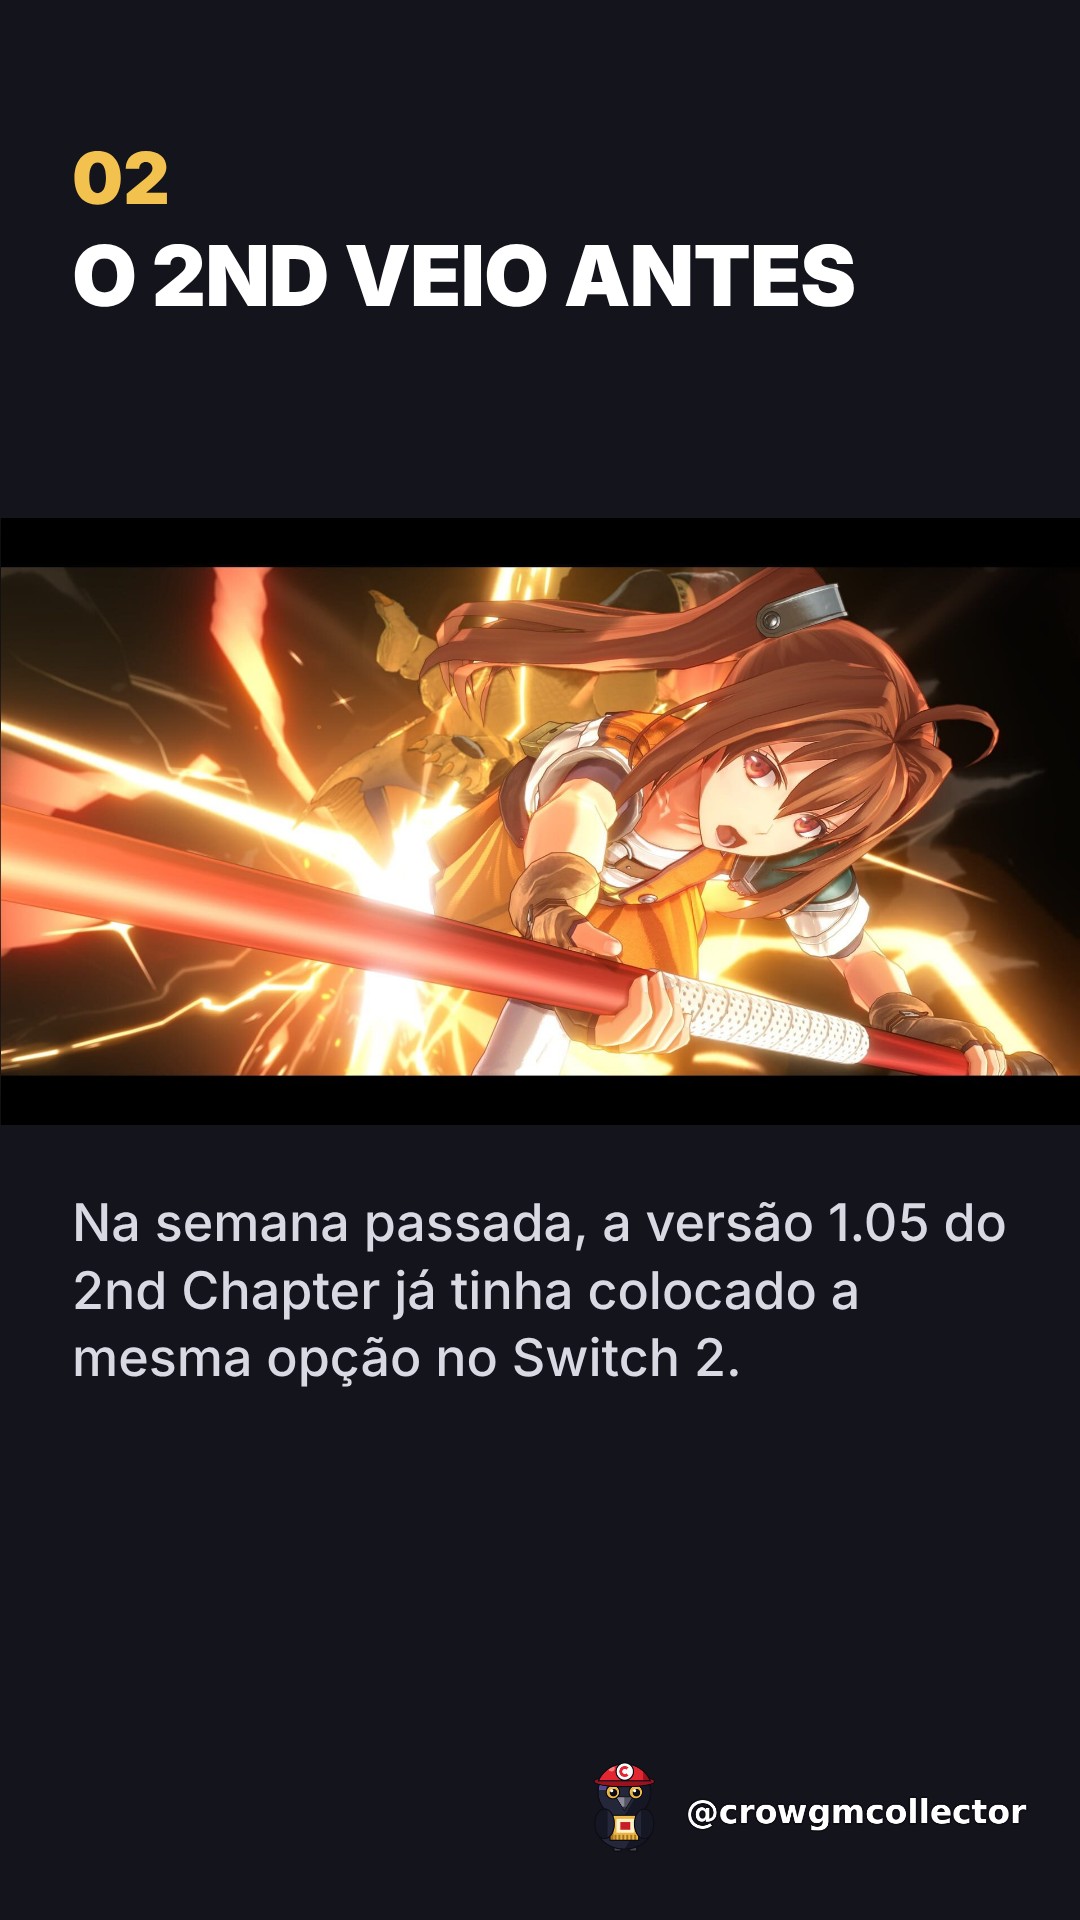 02
O 2ND VEIO ANTES
Na semana passada, a versão 1.05 do
2nd Chapter já tinha colocado a
mesma opção no Switch 2.
C
@crowgmcollector